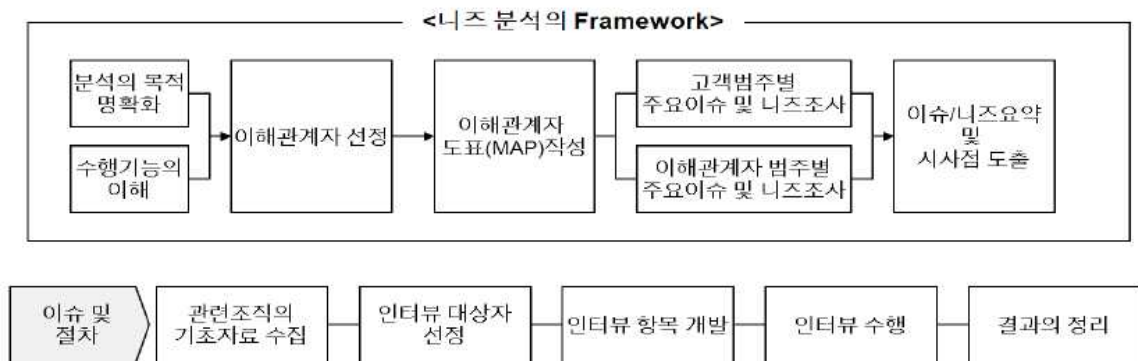 <니즈 분석의 Framework>
분석의 목적
명확화
수행기능의
이해
이해관계자 선정
이해관계자
도표(MAP)작성
고객범주별
주요이슈 및 니즈조사
이해관계자 범주별
주요이슈 및 니즈조사
이슈/니즈요약
및
시사점 도출
이슈 및
절차
관련조직의
기초자료 수집
인터뷰 대상자
선정
인터뷰 항목 개발
인터뷰 수행
결과의 정리